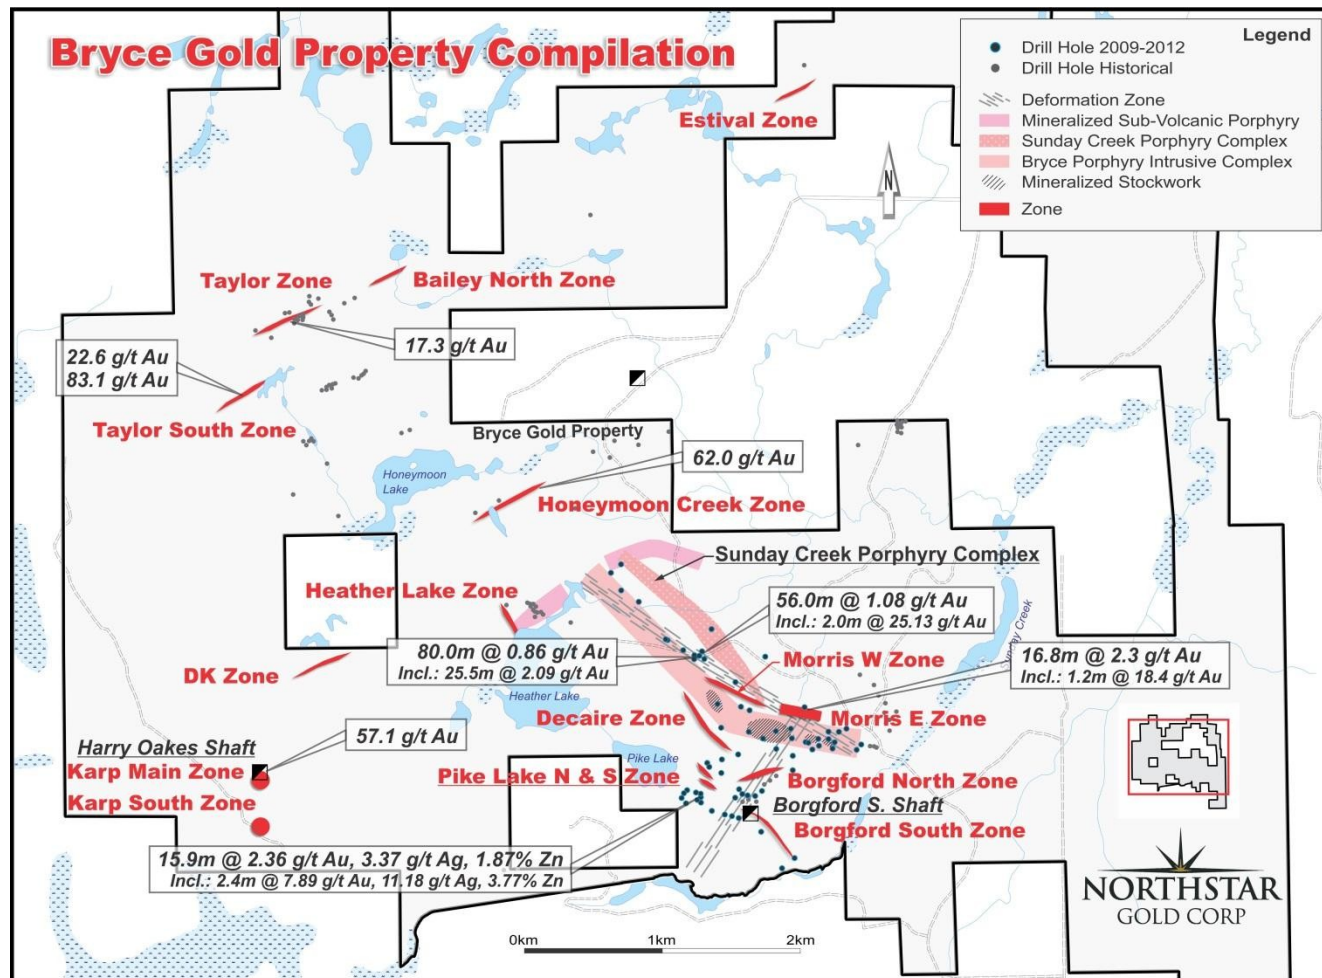 Bryce Gold Property Compilation
Legend
Drill Hole 2009-2012
Drill Hole Historical
Deformation Zone
Mineralized Sub-Volcanic Porphyry
Sunday Creek Porphyry Complex
Bryce Porphyry Intrusive Complex
Mineralized Stockwork
Zone
Estival Zone
N
Taylor Zone
Bailey North Zone
17.3 g/t Au
22.6 g/t Au
83.1 g/t Au
Taylor South Zone
Bryce Gold Property
Honeymoon
Lake
62.0 g/t Au
Honeymoon Creek Zone
Sunday Creek Porphyry Complex
Heather Lake Zone
56.0m @ 1.08 g/t Au
Incl.: 2.0m @ 25.13 g/t Au
Sunday Creek
80.0m @ 0.86 g/t Au
Incl.: 25.5m @ 2.09 g/t Au
Morris W Zone
16.8m @ 2.3 g/t Au
Incl.: 1.2m @ 18.4 g/t Au
DK Zone
Heather Lake
Decaire Zone
Morris E Zone
57.1 g/t Au
Harry Oakes Shaft
Karp Main Zone
Pike Lake
Pike Lake N & S Zone
Borgford North Zone
Karp South Zone
Borgford S. Shaft
Borgford South Zone
15.9m @ 2.36 g/t Au, 3.37 g/t Ag, 1.87% Zn
Incl.: 2.4m @ 7.89 g/t Au, 11.18 g/t Ag, 3.77% Zn
NORTHSTAR
GOLD CORP
0km 1km 2km